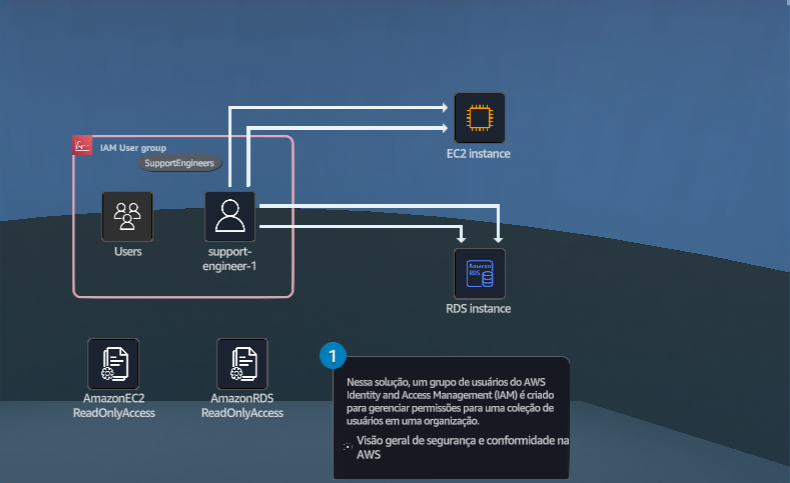 IAM User group
SupportEngineers
EC2 instance
Users
support-
engineer-1
Amazon
RDS
RDS instance
AmazonEC2
ReadOnlyAccess
AmazonRDS
ReadOnlyAccess
1
Nessa solução, um grupo de usuários do AWS
Identity and Access Management (IAM) é criado
para gerenciar permissões para uma coleção de
usuários em uma organização.
Visão geral de segurança e conformidade na
AWS